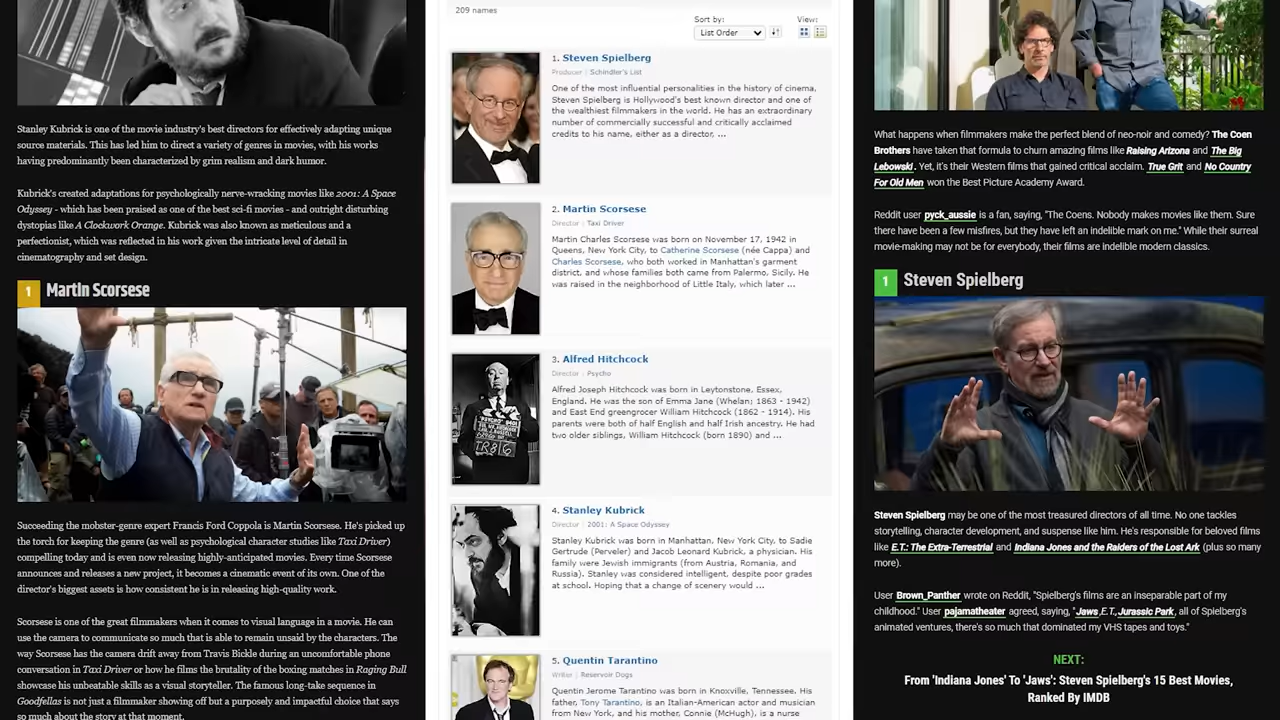 Stanley Kubrick is one of the movie industry's best directors for effectively adapting unique
source materials. This has led him to direct a variety of genres in movies, with his works
having predominantly been characterized by grim realism and dark humor.
Kubrick's created adaptations for psychologically nerve-wracking movies like 2001: A Space
Odyssey - which has been praised as one of the best sci-fi movies - and outright disturbing
dystopias like A Clockwork Orange. Kubrick was also known as meticulous and a
perfectionist, which was reflected in his work given the intricate level of detail in
cinematography and set design.
1 Martin Scorsese
Succeeding the mobster-genre expert Francis Ford Coppola is Martin Scorsese. He's picked up
the torch for keeping the genre (as well as psychological character studies like Taxi Driver)
compelling today and is even now releasing highly-anticipated movies. Every time Scorsese
announces and releases a new project, it becomes a cinematic event of its own. One of the
director's biggest assets is how consistent he is in releasing high-quality work.
Scorsese is one of the great filmmakers when it comes to visual language in a movie. He can
use the camera to communicate so much that is able to remain unsaid by the characters. The
way Scorsese has the camera drift away from Travis Bickle during an uncomfortable phone
conversation in Taxi Driver or how he films the brutality of the boxing matches in Raging Bull
showcase his unbeatable skills as a visual storyteller. The famous long-take sequence in
Goodfellas is not just a filmmaker showing off but a purposely and impactful choice that says
so much about the story at that moment.
209 names
Sort by:
View:
List Order
1. Steven Spielberg
Producer | Schindler's List
One of the most influential personalities in the history of cinema,
Steven Spielberg is Hollywood's best known director and one of
the wealthiest filmmakers in the world. He has an extraordinary
number of commercially successful and critically acclaimed
credits to his name, either as a director, ...
2. Martin Scorsese
Director | Taxi Driver
Martin Charles Scorsese was born on November 17, 1942 in
Queens, New York City, to Catherine Scorsese (née Cappa) and
Charles Scorsese, who both worked in Manhattan's garment
district, and whose families both came from Palermo, Sicily. He
was raised in the neighborhood of Little Italy, which later ...
3. Alfred Hitchcock
Director | Psycho
Alfred Joseph Hitchcock was born in Leytonstone, Essex,
England. He was the son of Emma Jane (Whelan; 1863 - 1942)
and East End greengrocer William Hitchcock (1862 - 1914). His
parents were both of half English and half Irish ancestry. He had
two older siblings, William Hitchcock (born 1890) and ...
4. Stanley Kubrick
Director | 2001: A Space Odyssey
Stanley Kubrick was born in Manhattan, New York City, to Sadie
Gertrude (Perveler) and Jacob Leonard Kubrick, a physician. His
family were Jewish immigrants (from Austria, Romania, and
Russia). Stanley was considered intelligent, despite poor grades
at school. Hoping that a change of scenery would ...
5. Quentin Tarantino
Writer | Reservoir Dogs
Quentin Jerome Tarantino was born in Knoxville, Tennessee. His
father, Tony Tarantino, is an Italian-American actor and musician
from New York, and his mother, Connie (McHugh), is a nurse
What happens when filmmakers make the perfect blend of neo-noir and comedy? The Coen
Brothers have taken that formula to churn amazing films like Raising Arizona and The Big
Lebowski. Yet, it's their Western films that gained critical acclaim. True Grit and No Country
For Old Men won the Best Picture Academy Award.
Reddit user pyck_aussie is a fan, saying, "The Coens. Nobody makes movies like them. Sure
there have been a few misfires, but they have left an indelible mark on me." While their surreal
movie-making may not be for everybody, their films are indelible modern classics.
1 Steven Spielberg
Steven Spielberg may be one of the most treasured directors of all time. No one tackles
storytelling, character development, and suspense like him. He's responsible for beloved films
like E.T.: The Extra-Terrestrial and Indiana Jones and the Raiders of the Lost Ark (plus so many
more).
User Brown_Panther wrote on Reddit, "Spielberg's films are an inseparable part of my
childhood." User pajamatheater agreed, saying, "Jaws,E.T.,Jurassic Park, all of Spielberg's
animated ventures, there's so much that dominated my VHS tapes and toys."
NEXT:
From 'Indiana Jones' To 'Jaws': Steven Spielberg's 15 Best Movies,
Ranked By IMDB